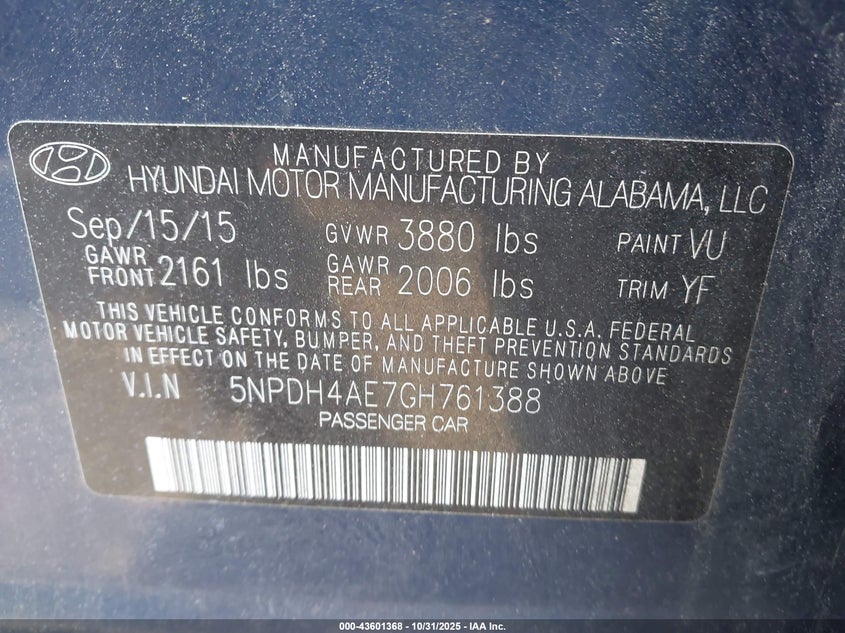 MANUFACTURED BY
HYUNDAI MOTOR MANUFACTURING ALABAMA, LLC
Sep/15/15 GVWR 3880 lbs PAINT VU
GAWR FRONT 2161 lbs GAWR REAR 2006 lbs TRIM YF
THIS VEHICLE CONFORMS TO ALL APPLICABLE U.S.A. FEDERAL
MOTOR VEHICLE SAFETY, BUMPER, AND THEFT PREVENTION STANDARDS
IN EFFECT ON THE DATE OF MANUFACTURE SHOWN ABOVE
V.I.N 5NPDH4AE7GH761388
PASSENGER CAR
000-43601368 - 10/31/2025 - IAA Inc.